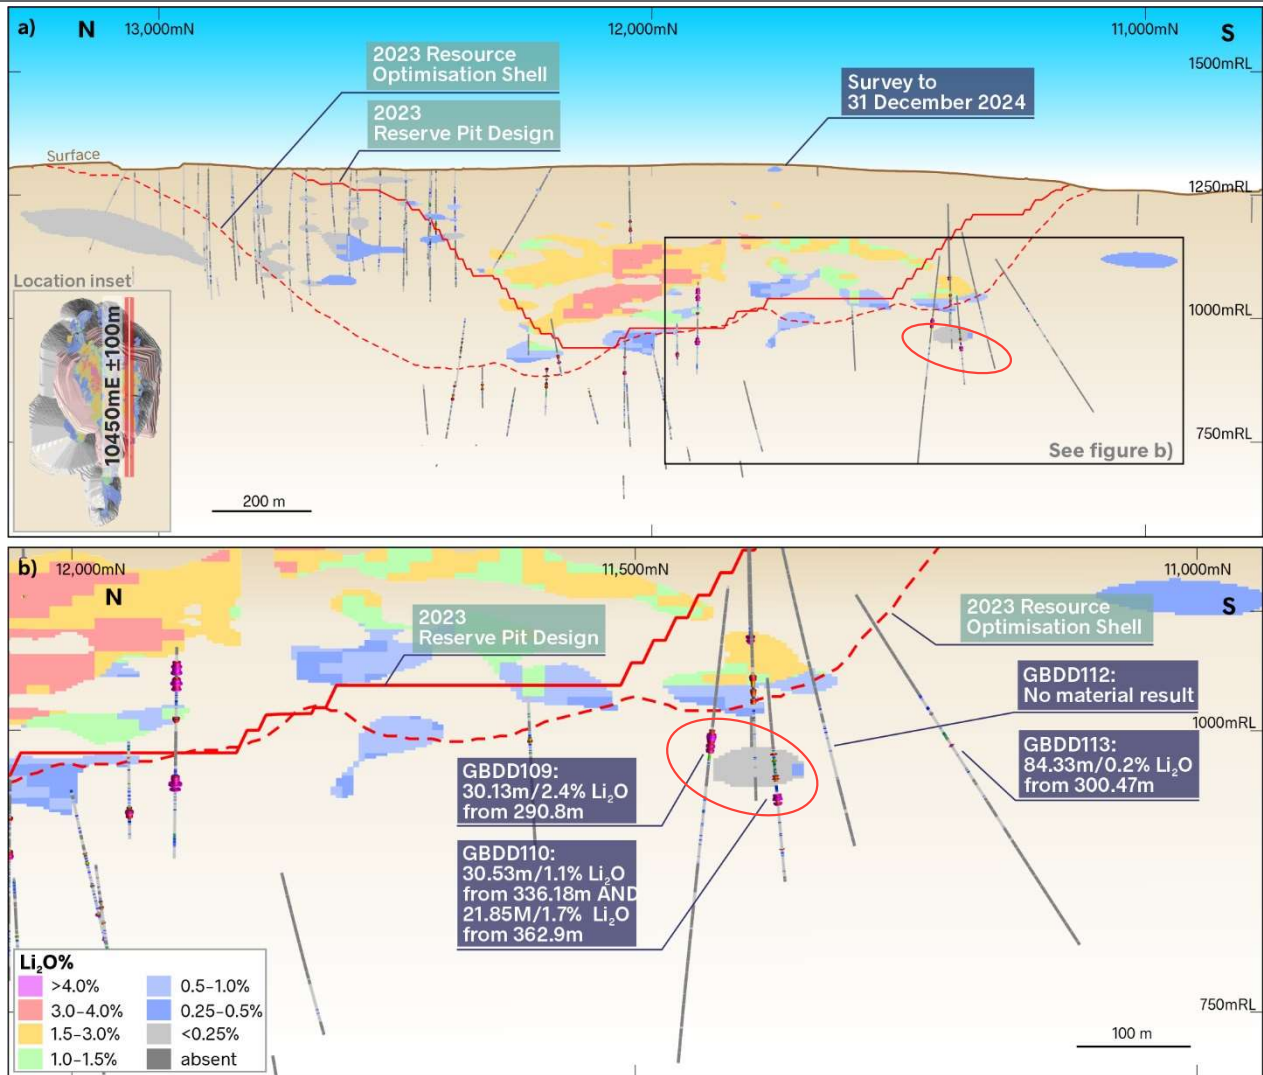 a)
N
13,000mN
12,000mN
11,000mN
S
1500mRL
2023 Resource
Optimisation Shell
Survey to
31 December 2024
2023
Reserve Pit Design
Surface
1250mRL
Location inset
10450mE ±100m
1000mRL
750mRL
See figure b)
200 m
b)
12,000mN
11,500mN
11,000mN
N
S
2023
Reserve Pit Design
2023 Resource
Optimisation Shell
GBDD112:
No material result
1000mRL
GBDD113:
84.33m/0.2% Li₂O
from 300.47m
GBDD109:
30.13m/2.4% Li₂O
from 290.8m
GBDD110:
30.53m/1.1% Li₂O
from 336.18m AND
21.85M/1.7% Li₂O
from 362.9m
Li₂O%
>4.0%
0.5–1.0%
3.0–4.0%
0.25–0.5%
1.5–3.0%
<0.25%
1.0–1.5%
absent
750mRL
100 m